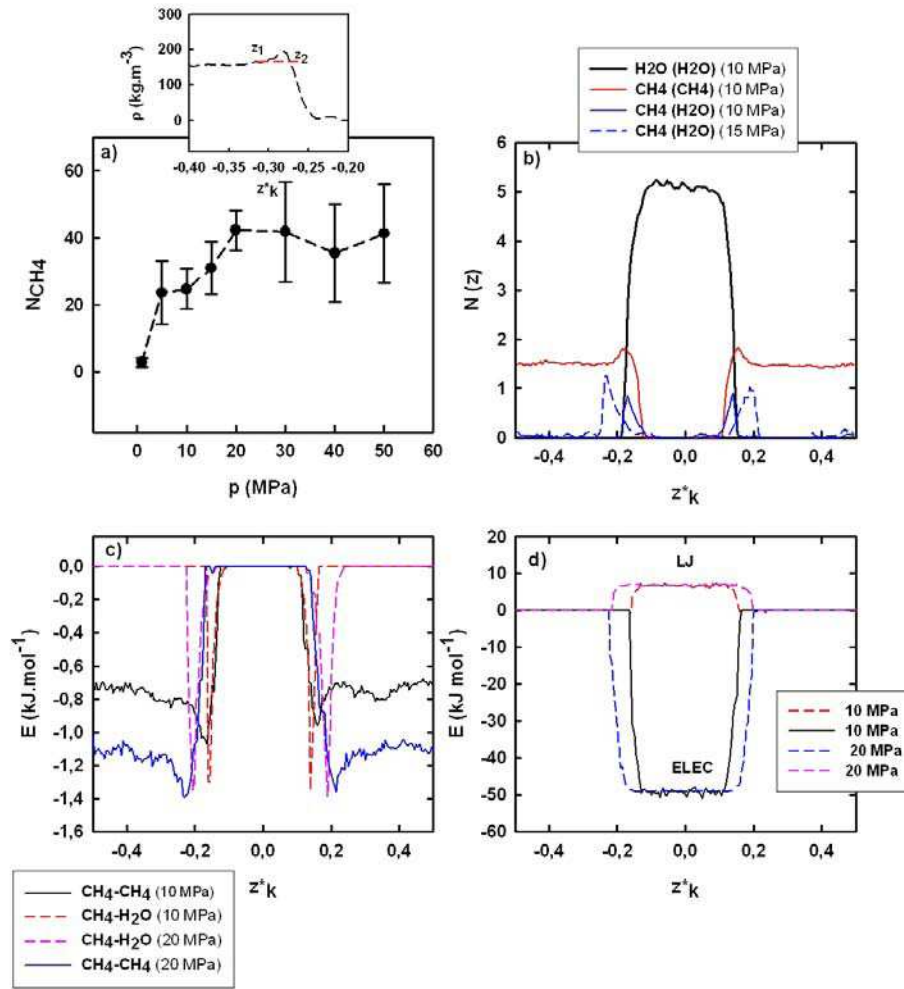 300
200
100
0
ρ (kg.m-3)
z1
z2
-0,40 -0,35 -0,30 -0,25 -0,20
z*k
a)
60
40
20
0
NCH4
0 10 20 30 40 50 60
p (MPa)
H2O (H2O) (10 MPa)
CH4 (CH4) (10 MPa)
CH4 (H2O) (10 MPa)
CH4 (H2O) (15 MPa)
b)
6
5
4
3
2
1
0
N (z)
-0,4 -0,2 0,0 0,2 0,4
z*k
c)
0,0
-0,2
-0,4
-0,6
-0,8
-1,0
-1,2
-1,4
-1,6
E (kJ.mol-1)
-0,4 -0,2 0,0 0,2 0,4
z*k
CH4-CH4 (10 MPa)
CH4-H2O (10 MPa)
CH4-H2O (20 MPa)
CH4-CH4 (20 MPa)
d)
20
10
0
-10
-20
-30
-40
-50
-60
E (kJ mol-1)
LJ
ELEC
-0,4 -0,2 0,0 0,2 0,4
z*k
10 MPa
10 MPa
20 MPa
20 MPa